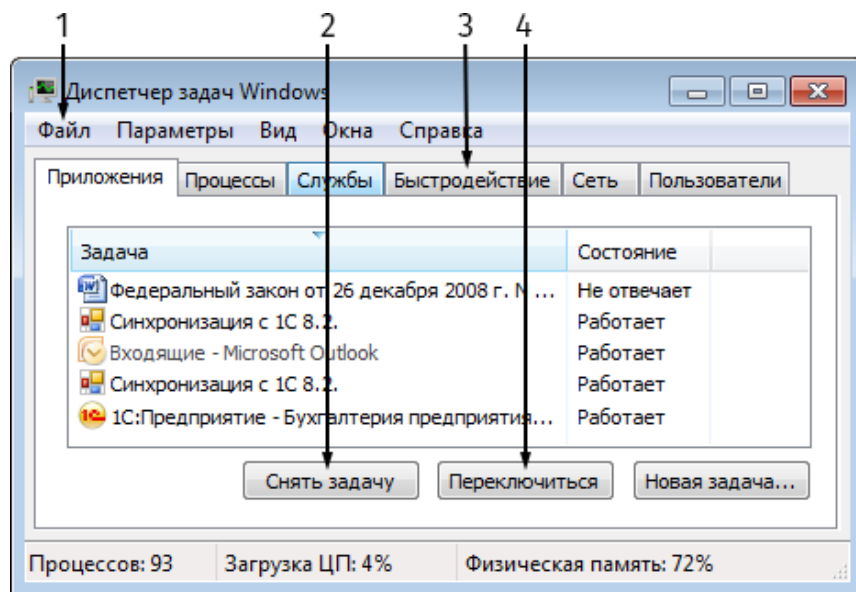 1 2 3 4
Диспетчер задач Windows
Файл Параметры Вид Окна Справка
Приложения Процессы Службы Быстродействие Сеть Пользователи
Задача Состояние
Федеральный закон от 26 декабря 2008 г. N ... Не отвечает
Синхронизация с 1С 8.2. Работает
Входящие - Microsoft Outlook Работает
Синхронизация с 1С 8.2. Работает
1С:Предприятие - Бухгалтерия предприятия... Работает
Снять задачу Переключиться Новая задача...
Процессов: 93 Загрузка ЦП: 4% Физическая память: 72%